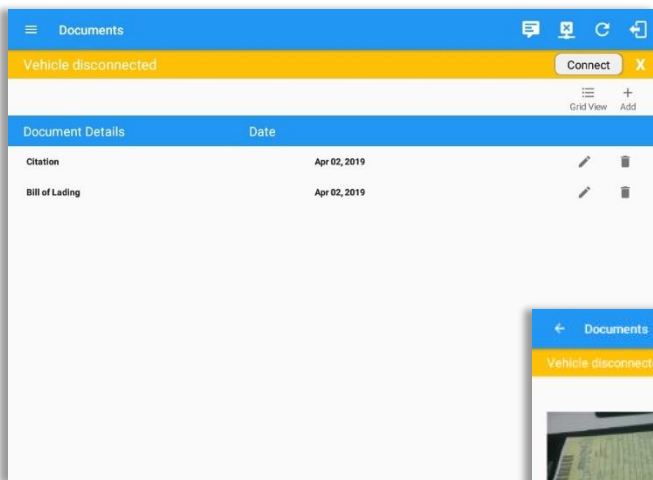 Documents
Vehicle disconnected Connect X
Grid View Add
Document Details Date
Citation Apr 02, 2019
Bill of Lading Apr 02, 2019
Documents
Vehicle disconnect